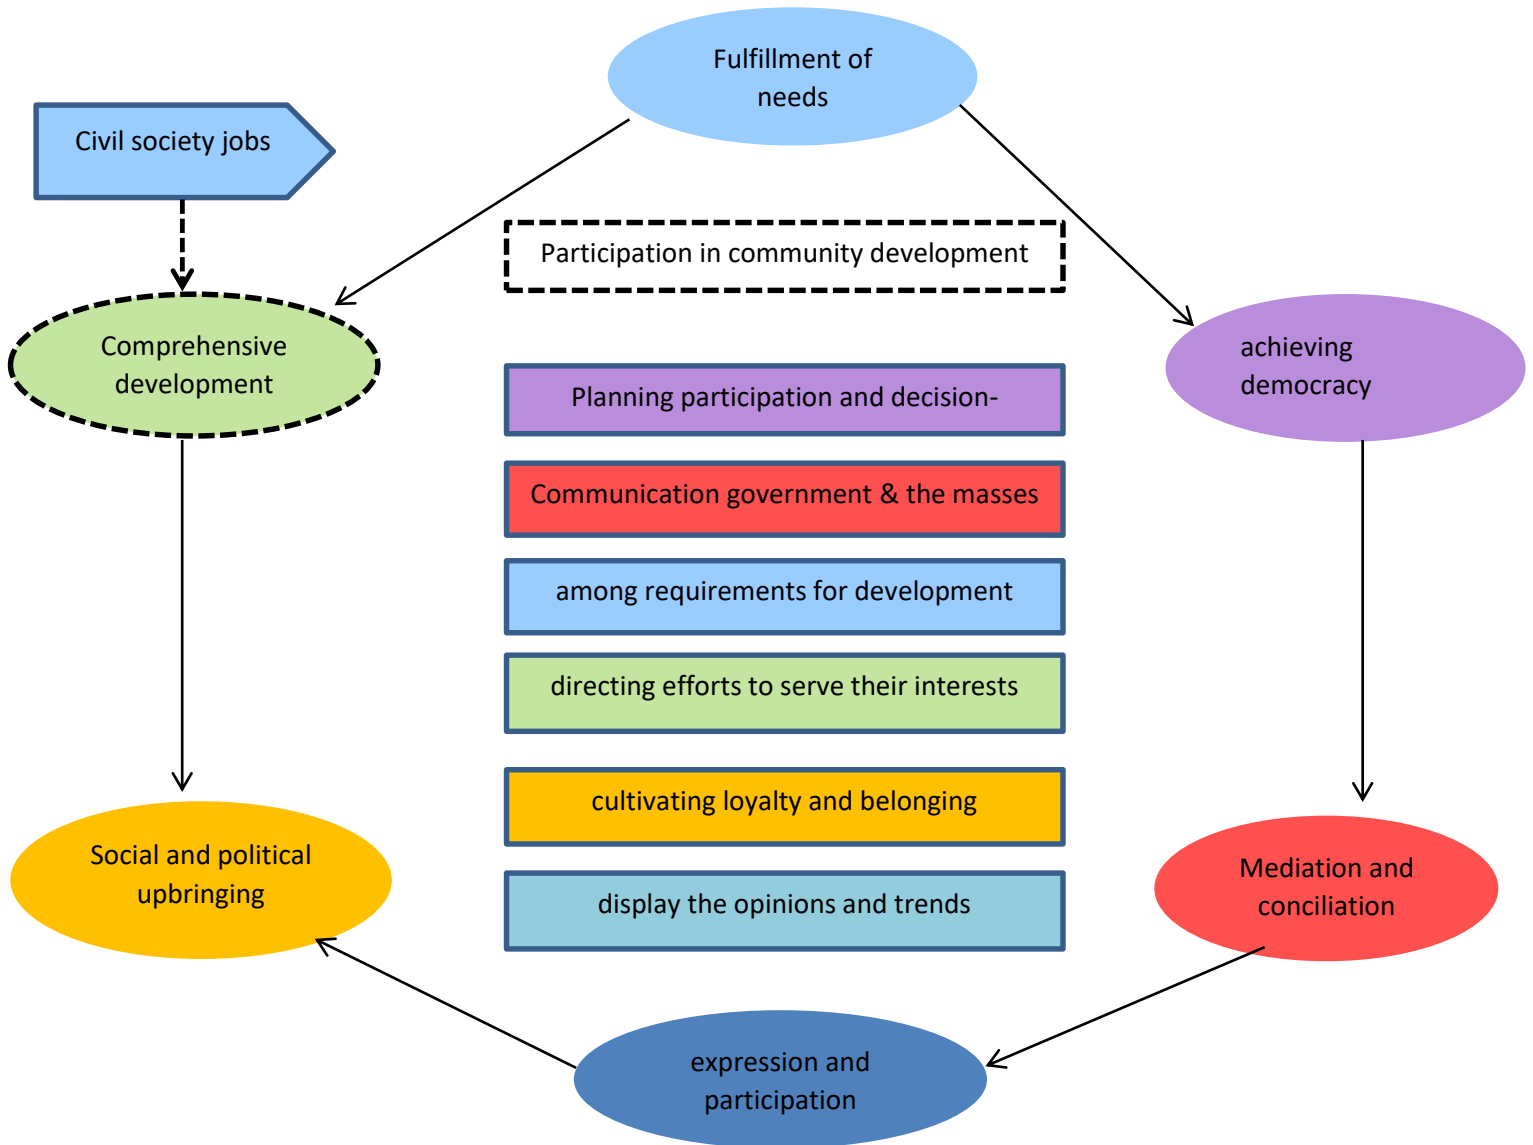 Fulfillment of
needs
Civil society jobs
Participation in community development
Comprehensive
development
achieving
democracy
Planning participation and decision-
Communication government & the masses
among requirements for development
directing efforts to serve their interests
cultivating loyalty and belonging
Social and political
upbringing
Mediation and
conciliation
display the opinions and trends
expression and
participation